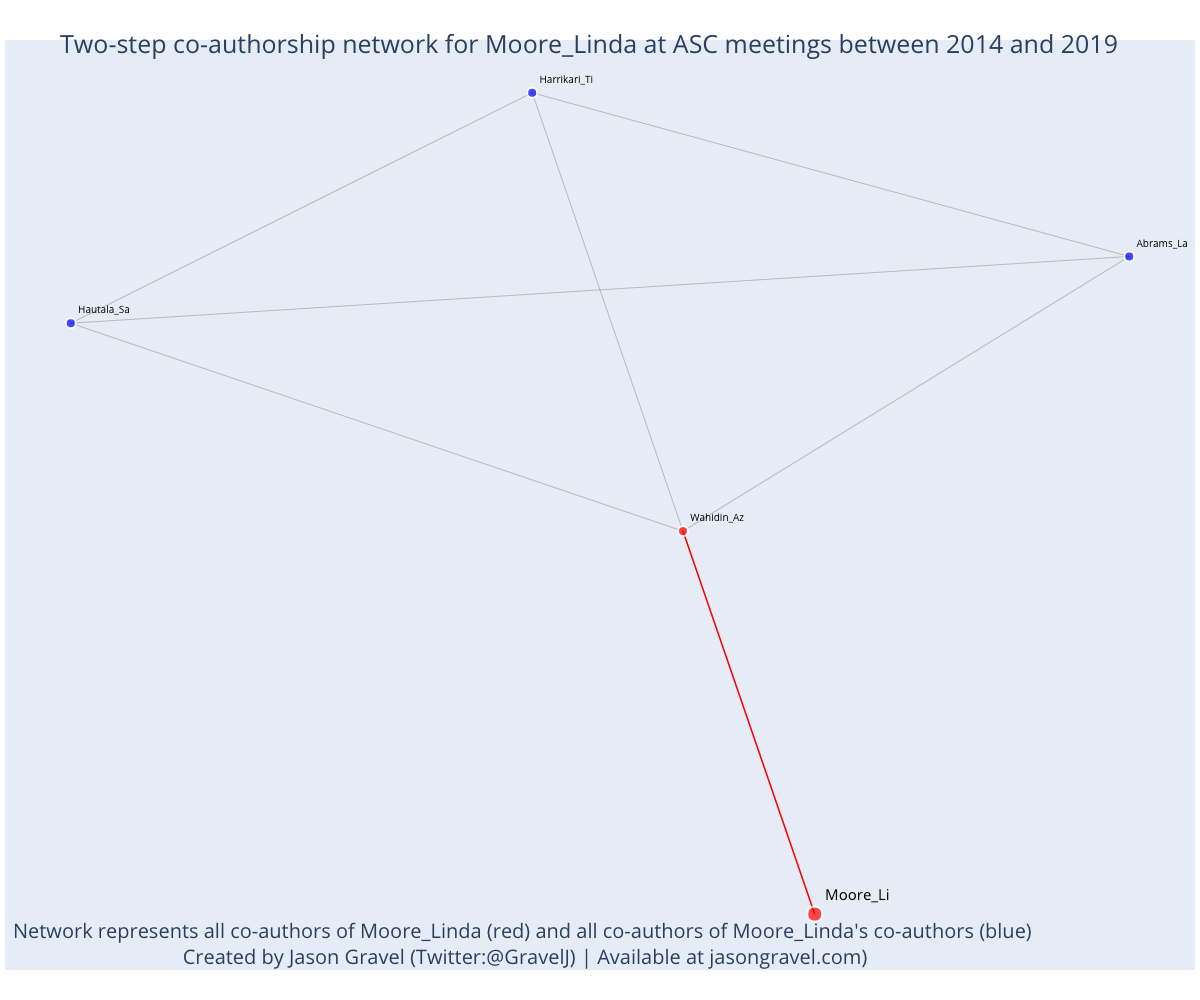 Two-step co-authorship network for Moore_Linda at ASC meetings between 2014 and 2019
Harrikari_Ti
Abrams_La
Hautala_Sa
Wahidin_Az
Moore_Li
Network represents all co-authors of Moore_Linda (red) and all co-authors of Moore_Linda's co-authors (blue)
Created by Jason Gravel (Twitter:@GravelJ) | Available at jasongravel.com)